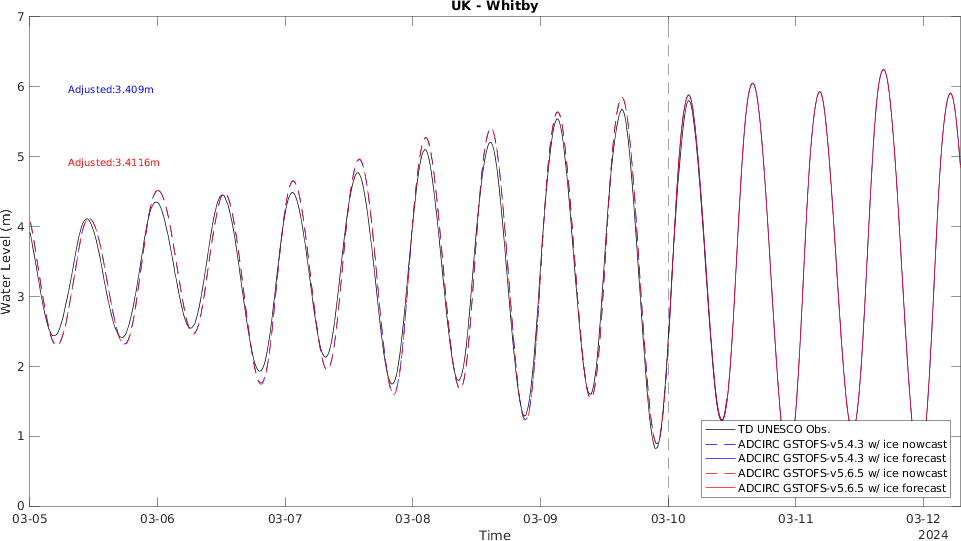 UK - Whitby
7
6
5
4
3
2
1
0
Water Level (m)
Adjusted:3.409m
Adjusted:3.4116m
TD UNESCO Obs.
ADCIRC GSTOFS-v5.4.3 w/ ice nowcast
ADCIRC GSTOFS-v5.4.3 w/ ice forecast
ADCIRC GSTOFS-v5.6.5 w/ ice nowcast
ADCIRC GSTOFS-v5.6.5 w/ ice forecast
03-05 03-06 03-07 03-08 03-09 03-10 03-11 03-12
Time
2024